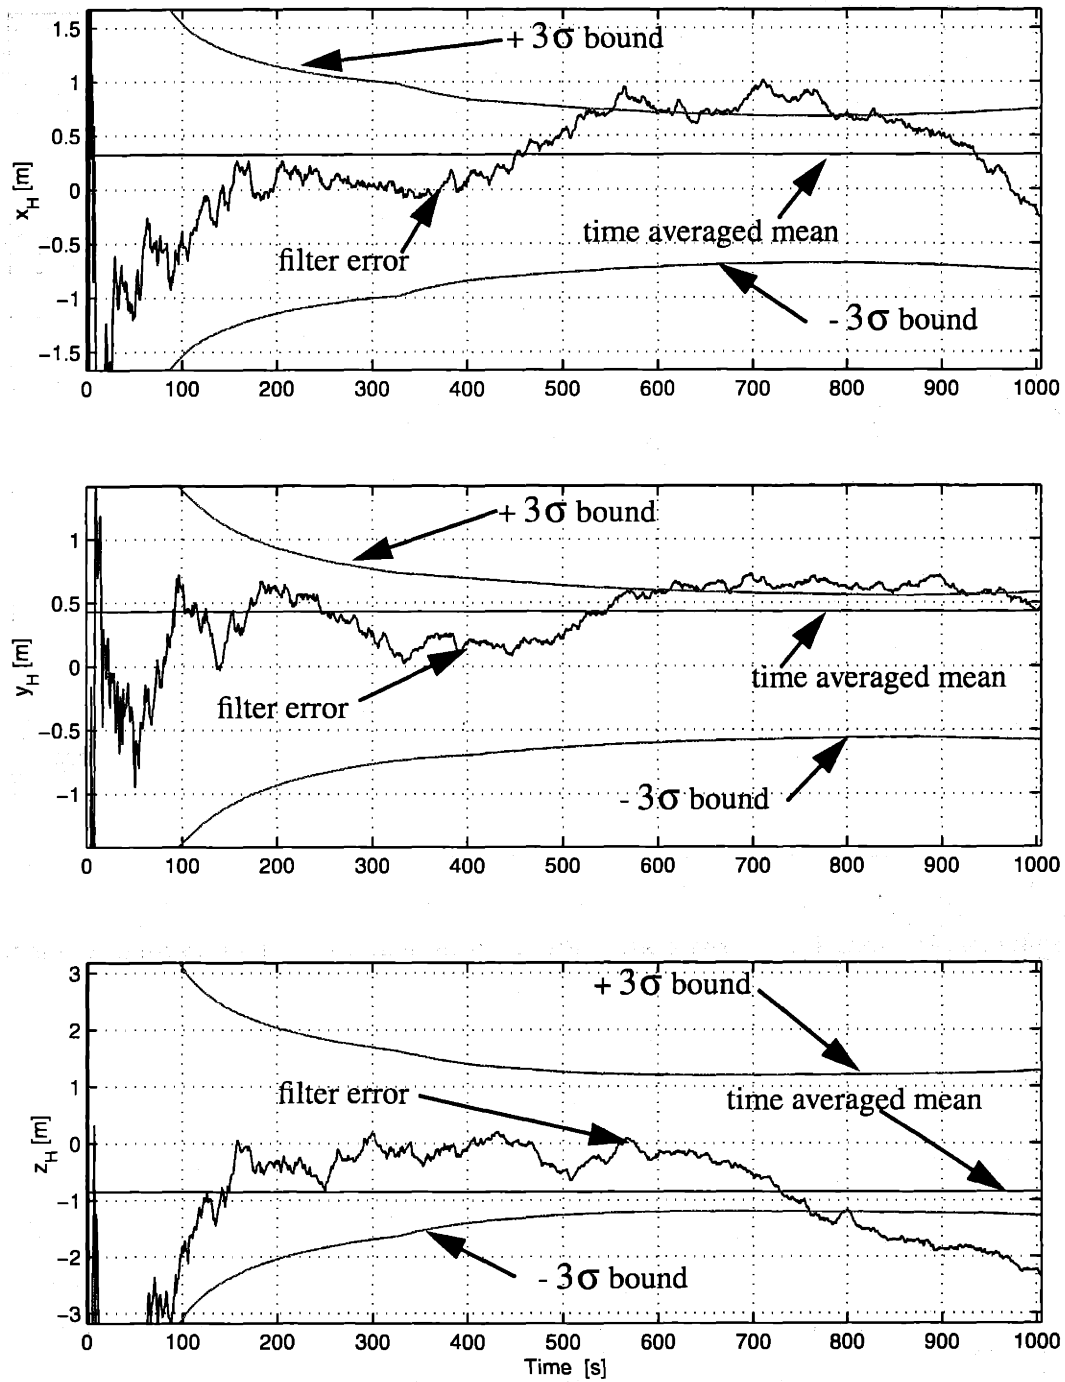 + 3σ bound
1.5
1
0.5
0
−0.5
−1
−1.5
x_H [m]
filter error
time averaged mean
- 3σ bound
0 100 200 300 400 500 600 700 800 900 1000
+ 3σ bound
1
0.5
0
−0.5
−1
y_H [m]
filter error
time averaged mean
- 3σ bound
0 100 200 300 400 500 600 700 800 900 1000
3
2
1
0
−1
−2
−3
z_H [m]
+ 3σ bound
filter error
time averaged mean
- 3σ bound
0 100 200 300 400 500 600 700 800 900 1000
Time [s]